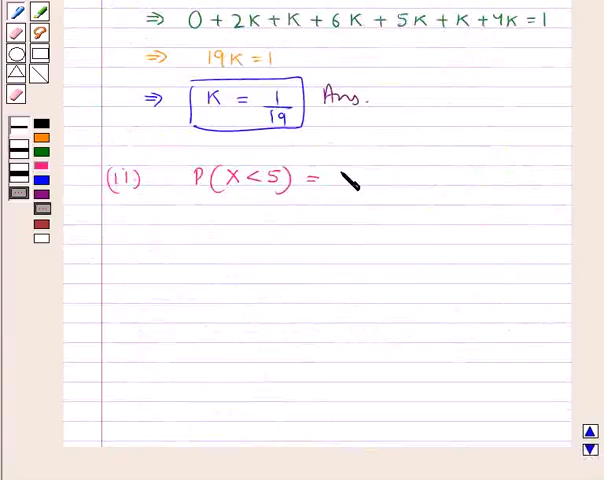 ⇒ 0 + 2K + K + 6K + 5K + K + 4K = 1
⇒ 19K = 1
⇒ K = 1/19 Ans.
(ii) P(X < 5) =